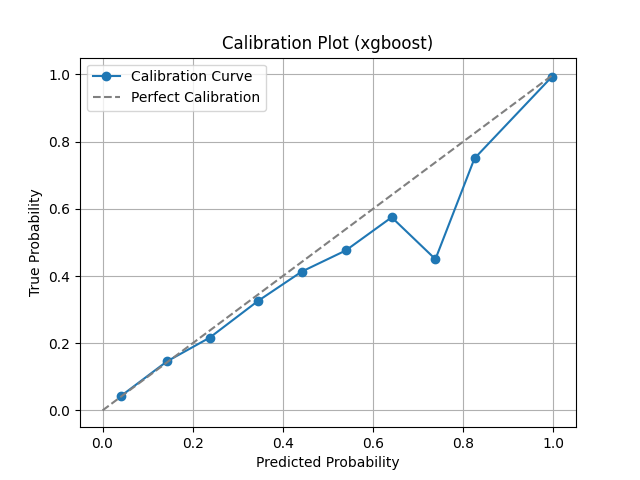 Calibration Plot (xgboost)
Calibration Curve
Perfect Calibration
True Probability
1.0
0.8
0.6
0.4
0.2
0.0
0.0 0.2 0.4 0.6 0.8 1.0
Predicted Probability